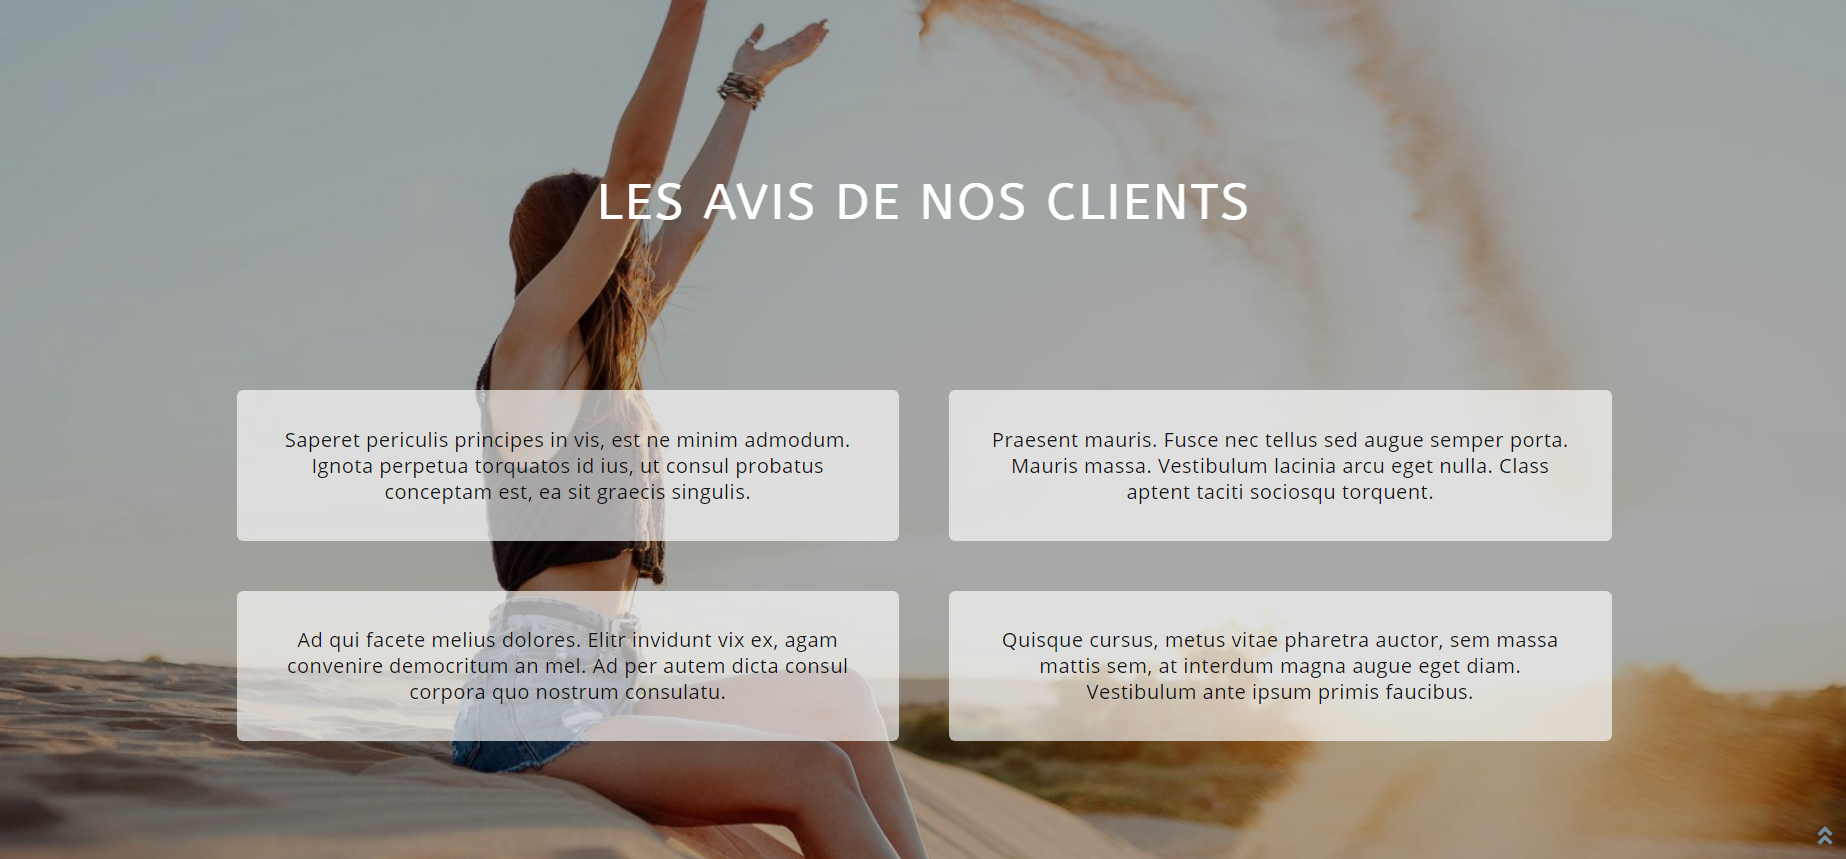 LES AVIS DE NOS CLIENTS
Saperet periculis principes in vis, est ne minim admodum.
Ignota perpetua torquatos id ius, ut consul probatus
conceptam est, ea sit graecis singulis.
Praesent mauris. Fusce nec tellus sed augue semper porta.
Mauris massa. Vestibulum lacinia arcu eget nulla. Class
aptent taciti sociosqu torquent.
Ad qui facete melius dolores. Elitr invidunt vix ex, agam
convenire democritum an mel. Ad per autem dicta consul
corpora quo nostrum consulatu.
Quisque cursus, metus vitae pharetra auctor, sem massa
mattis sem, at interdum magna augue eget diam.
Vestibulum ante ipsum primis faucibus.